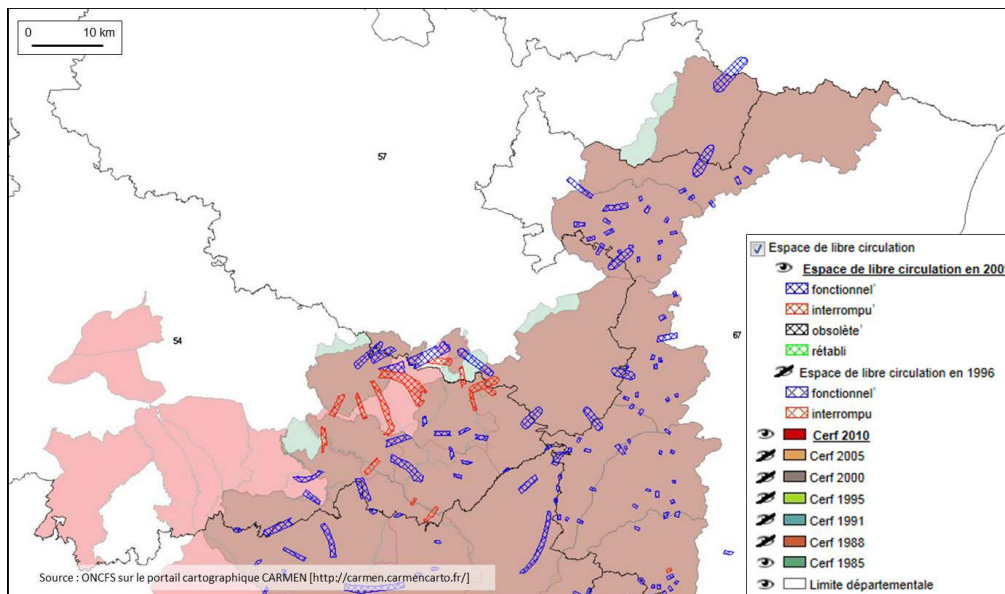 0 10 km
57
54
67
Espace de libre circulation
Espace de libre circulation en 200
fonctionnel'
interrompu'
obsolète'
rétabli
Espace de libre circulation en 1996
fonctionnel'
interrompu
Cerf 2010
Cerf 2005
Cerf 2000
Cerf 1995
Cerf 1991
Cerf 1988
Cerf 1985
Limite départementale
Source : ONCFS sur le portail cartographique CARMEN [http://carmen.carmencarto.fr/]